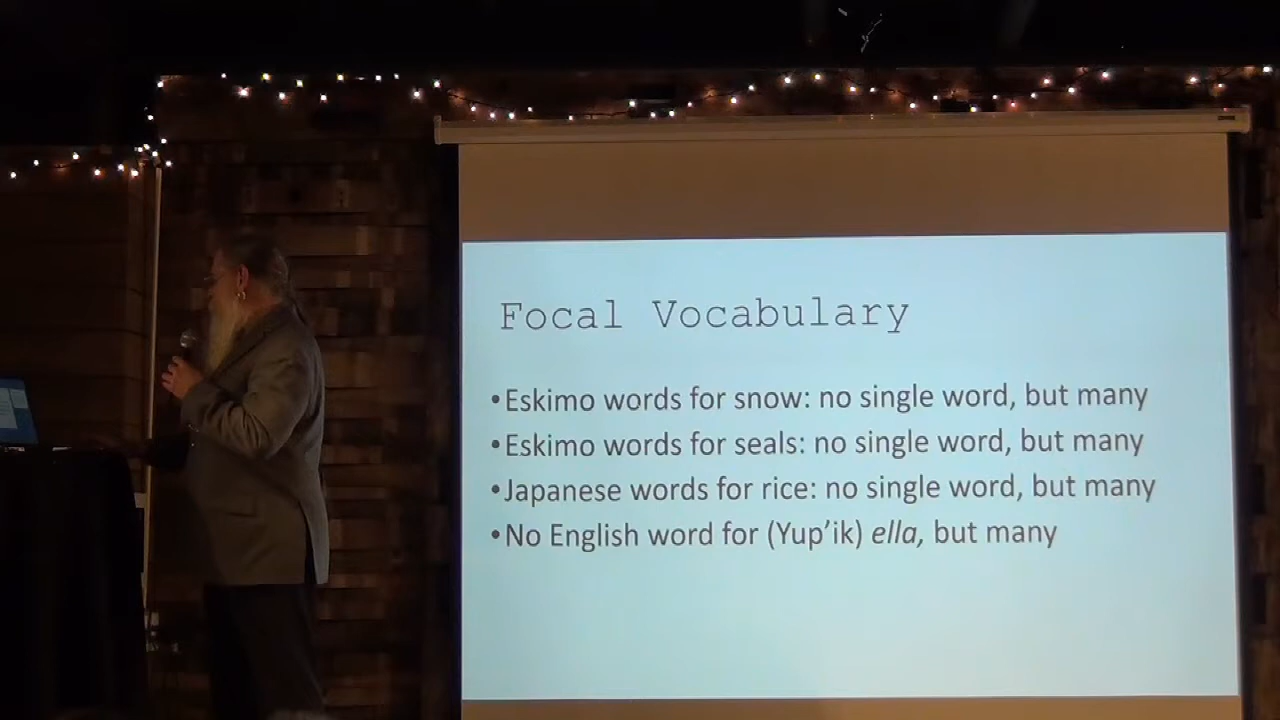 Focal Vocabulary
•Eskimo words for snow: no single word, but many
•Eskimo words for seals: no single word, but many
•Japanese words for rice: no single word, but many
•No English word for (Yup’ik) ella, but many